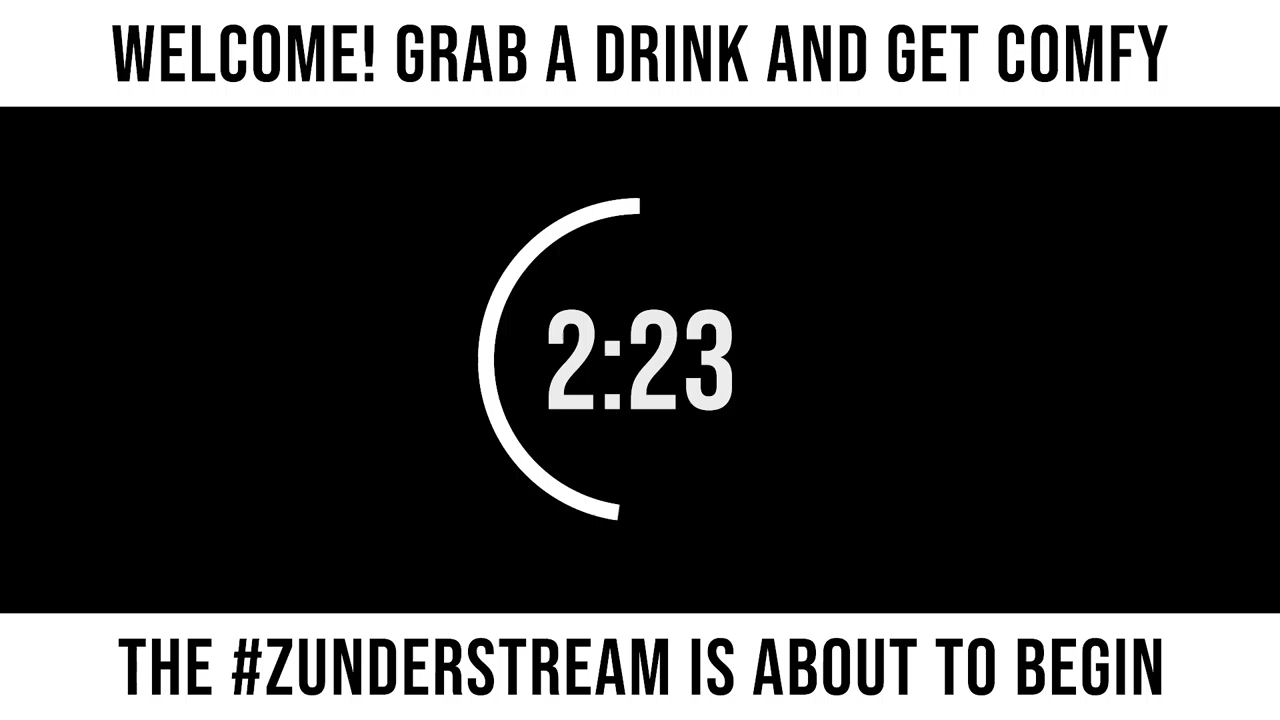 WELCOME! GRAB A DRINK AND GET COMFY
2:23
THE #ZUNDERSTREAM IS ABOUT TO BEGIN